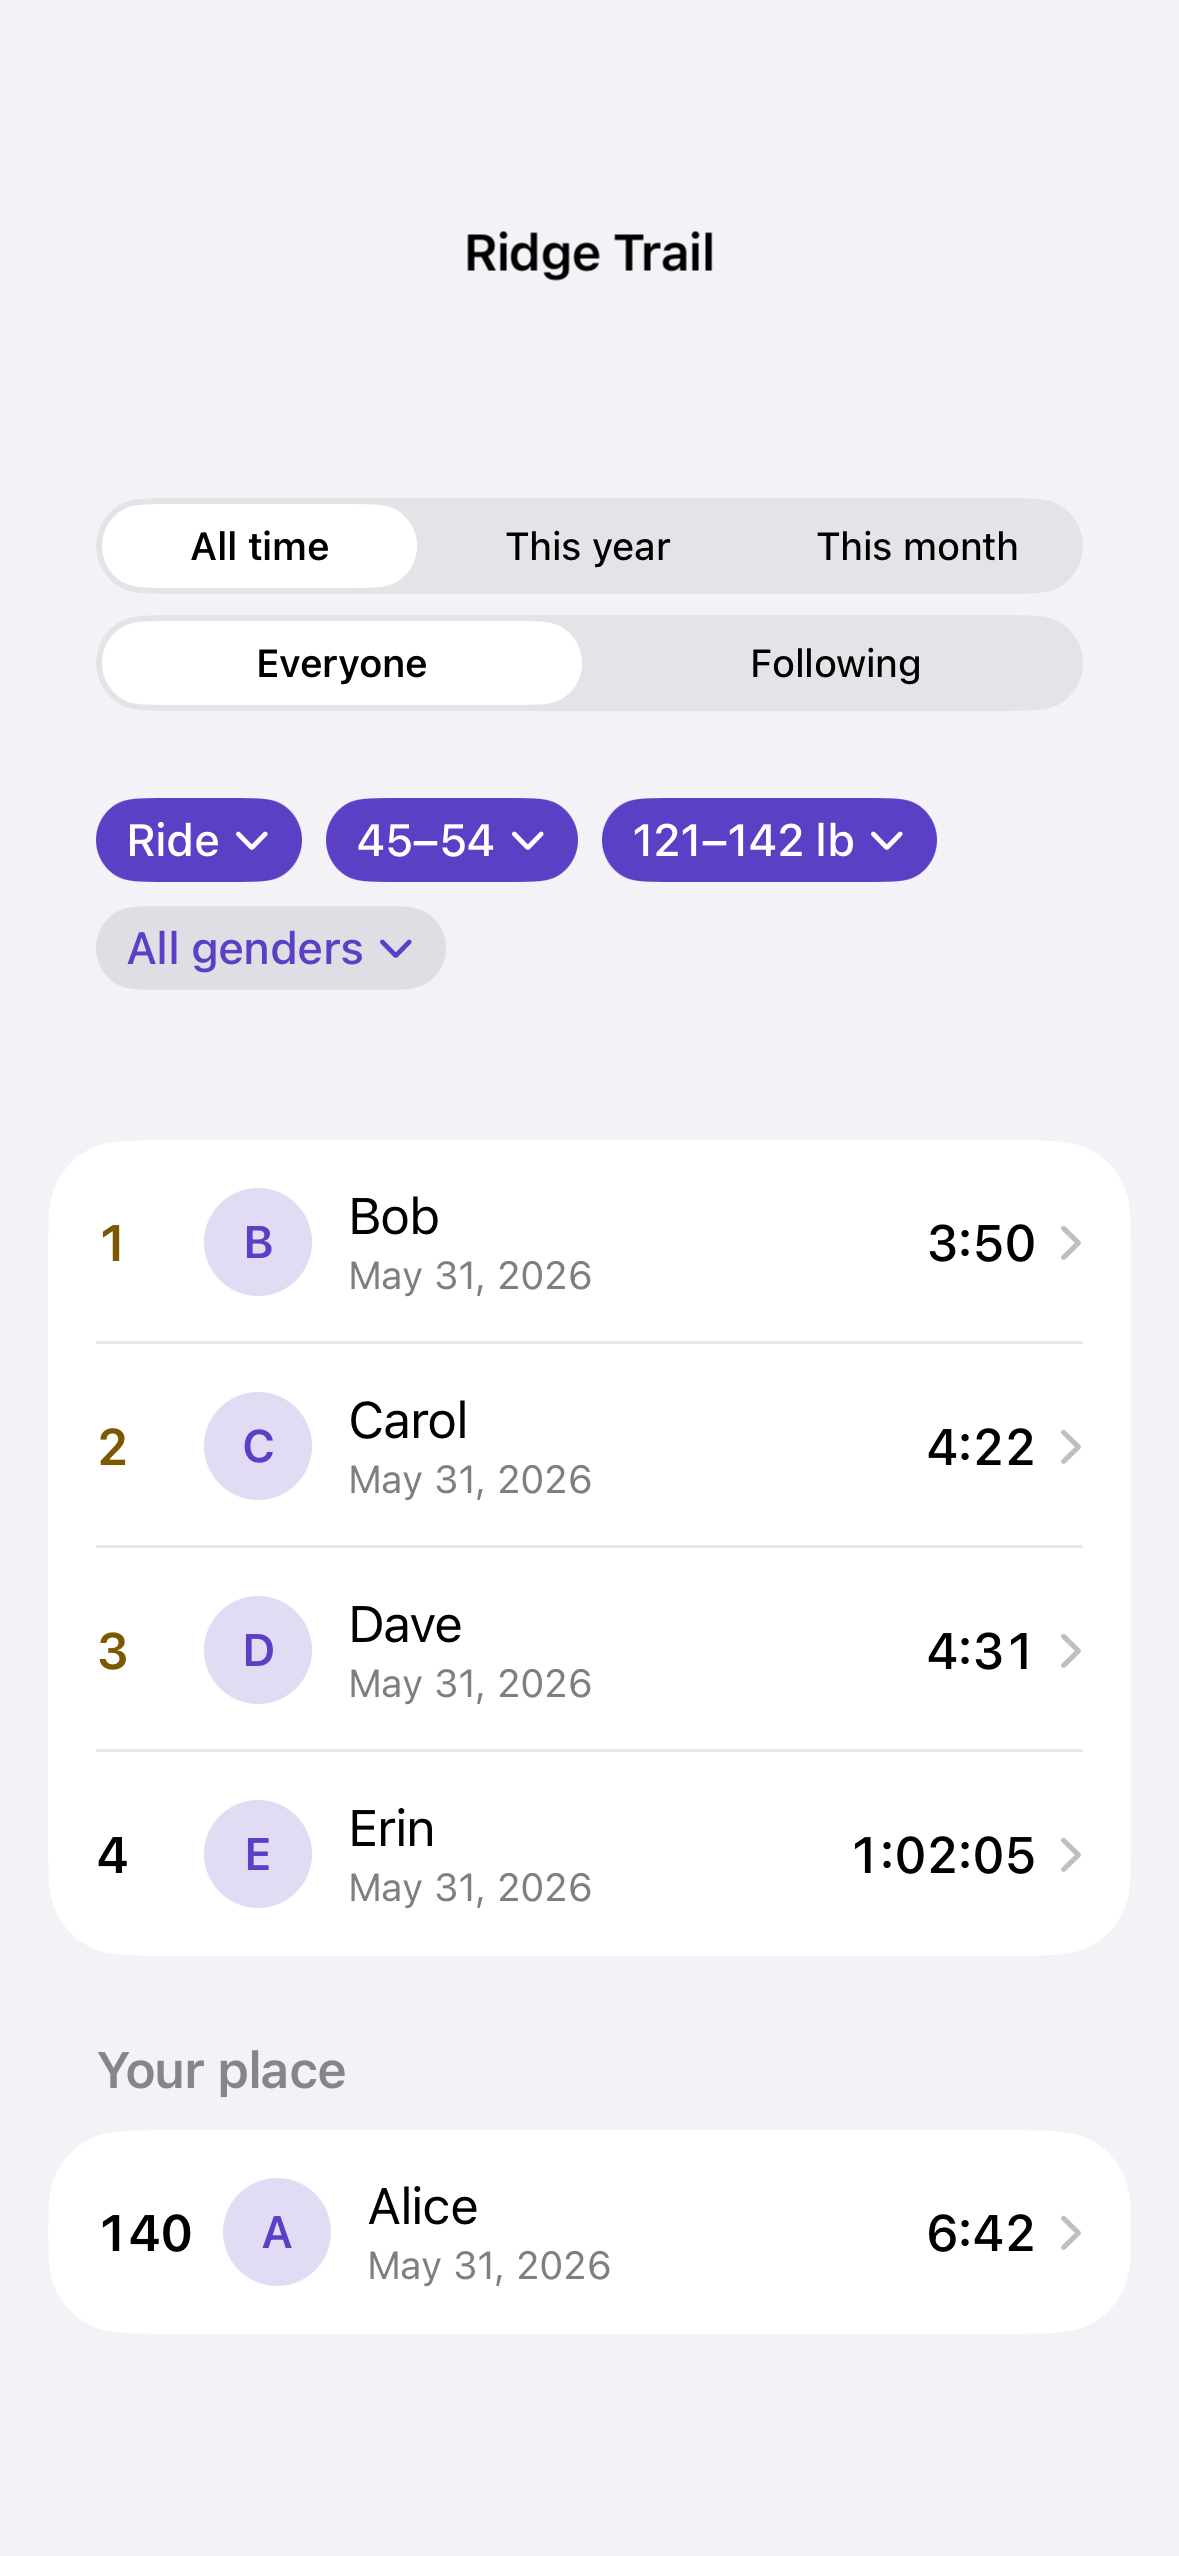 Ridge Trail
All time This year This month
Everyone Following
Ride 45–54 121–142 lb
All genders
1 B Bob 3:50
May 31, 2026
2 C Carol 4:22
May 31, 2026
3 D Dave 4:31
May 31, 2026
4 E Erin 1:02:05
May 31, 2026
Your place
140 A Alice 6:42
May 31, 2026